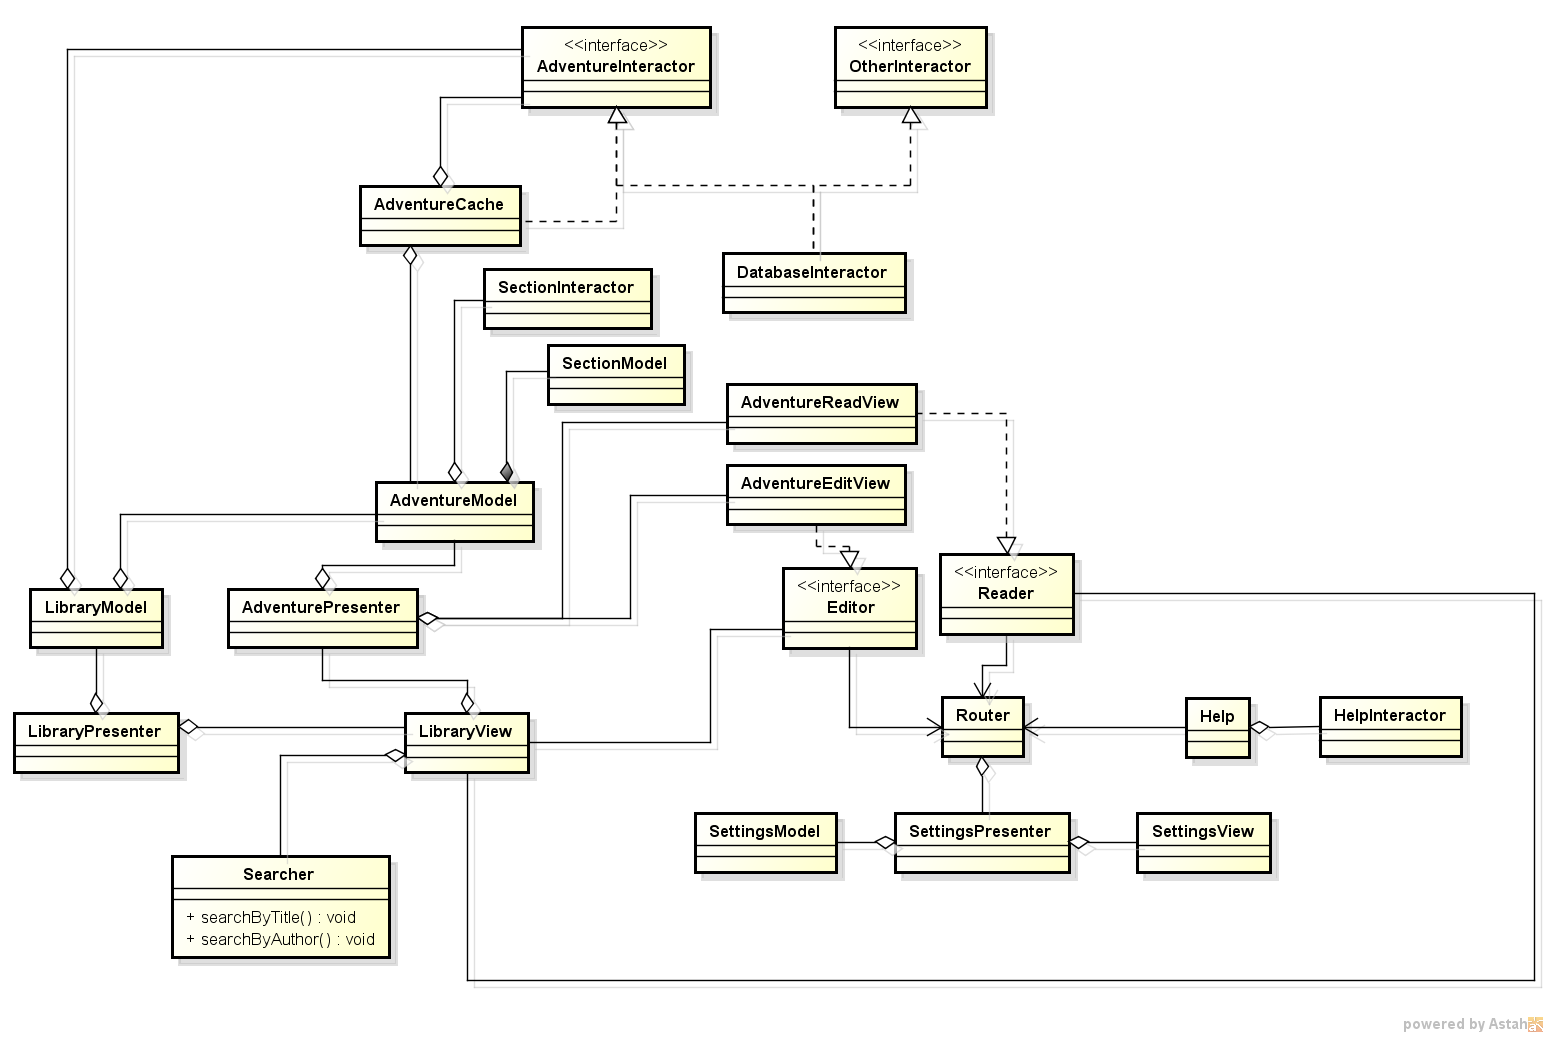 <<interface>>
AdventureInteractor
<<interface>>
OtherInteractor
AdventureCache
DatabaseInteractor
SectionInteractor
SectionModel
AdventureReadView
AdventureEditView
AdventureModel
<<interface>>
Reader
<<interface>>
Editor
LibraryModel
AdventurePresenter
Router
Help
HelpInteractor
LibraryPresenter
LibraryView
SettingsModel
SettingsPresenter
SettingsView
Searcher
+ searchByTitle() : void
+ searchByAuthor() : void
powered by Astah